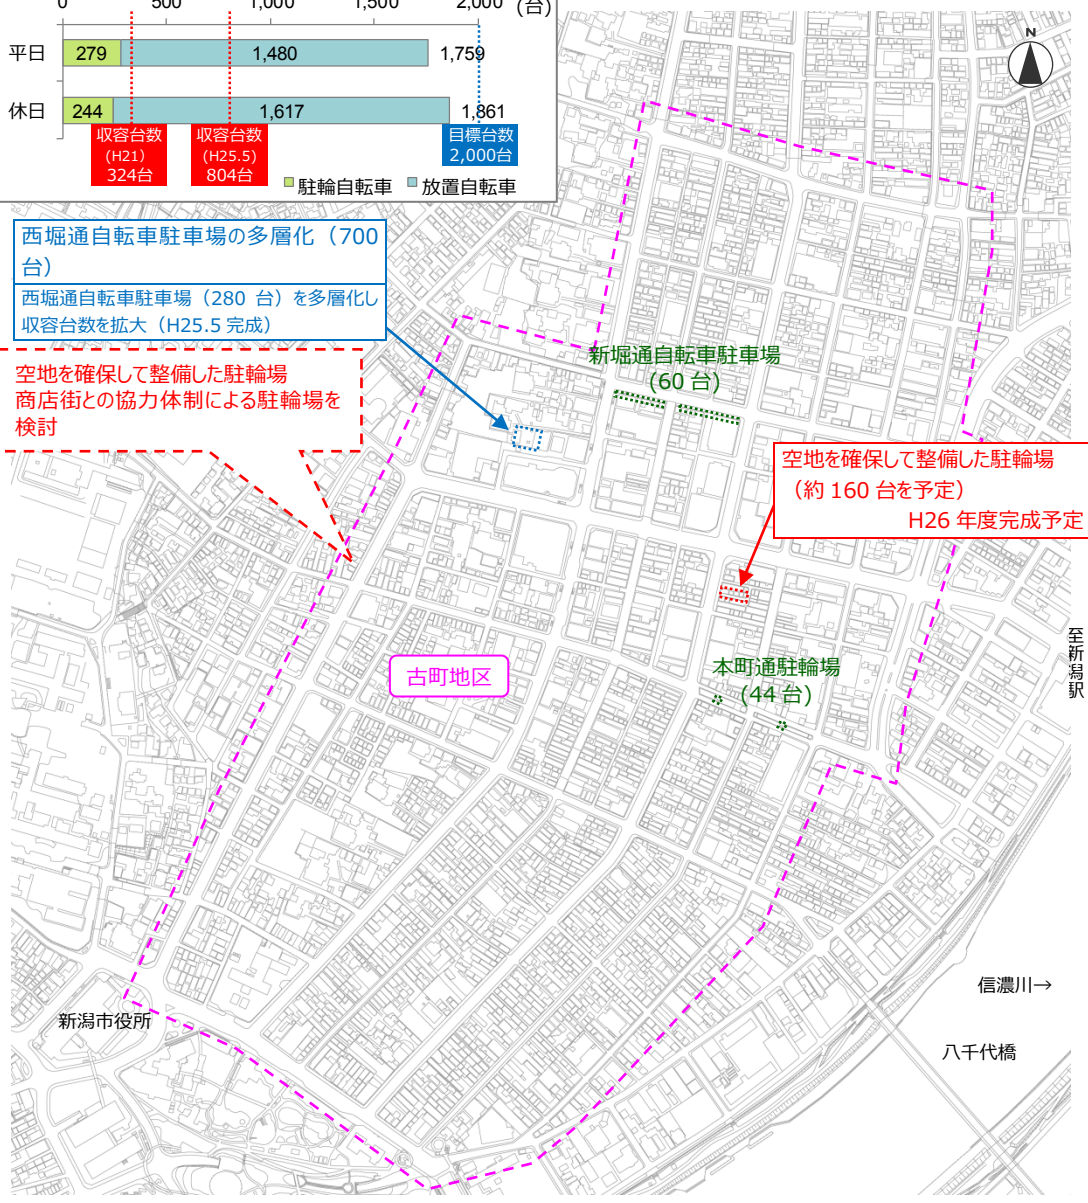 0 500 1,000 1,500 2,000 (台)
平日 279 1,480 1,759
休日 244 1,617 1,861
収容台数
(H21)
324台
収容台数
(H25.5)
804台
目標台数
2,000台
駐輪自転車 放置自転車
N
西堀通自転車駐車場の多層化（700
台）
西堀通自転車駐車場（280 台）を多層化し
収容台数を拡大（H25.5 完成）
空地を確保して整備した駐輪場
商店街との協力体制による駐輪場を
検討
新堀通自転車駐車場
(60 台)
空地を確保して整備した駐輪場
（約 160 台を予定）
H26 年度完成予定
至新潟駅
古町地区
本町通駐輪場
(44 台)
信濃川→
新潟市役所
八千代橋